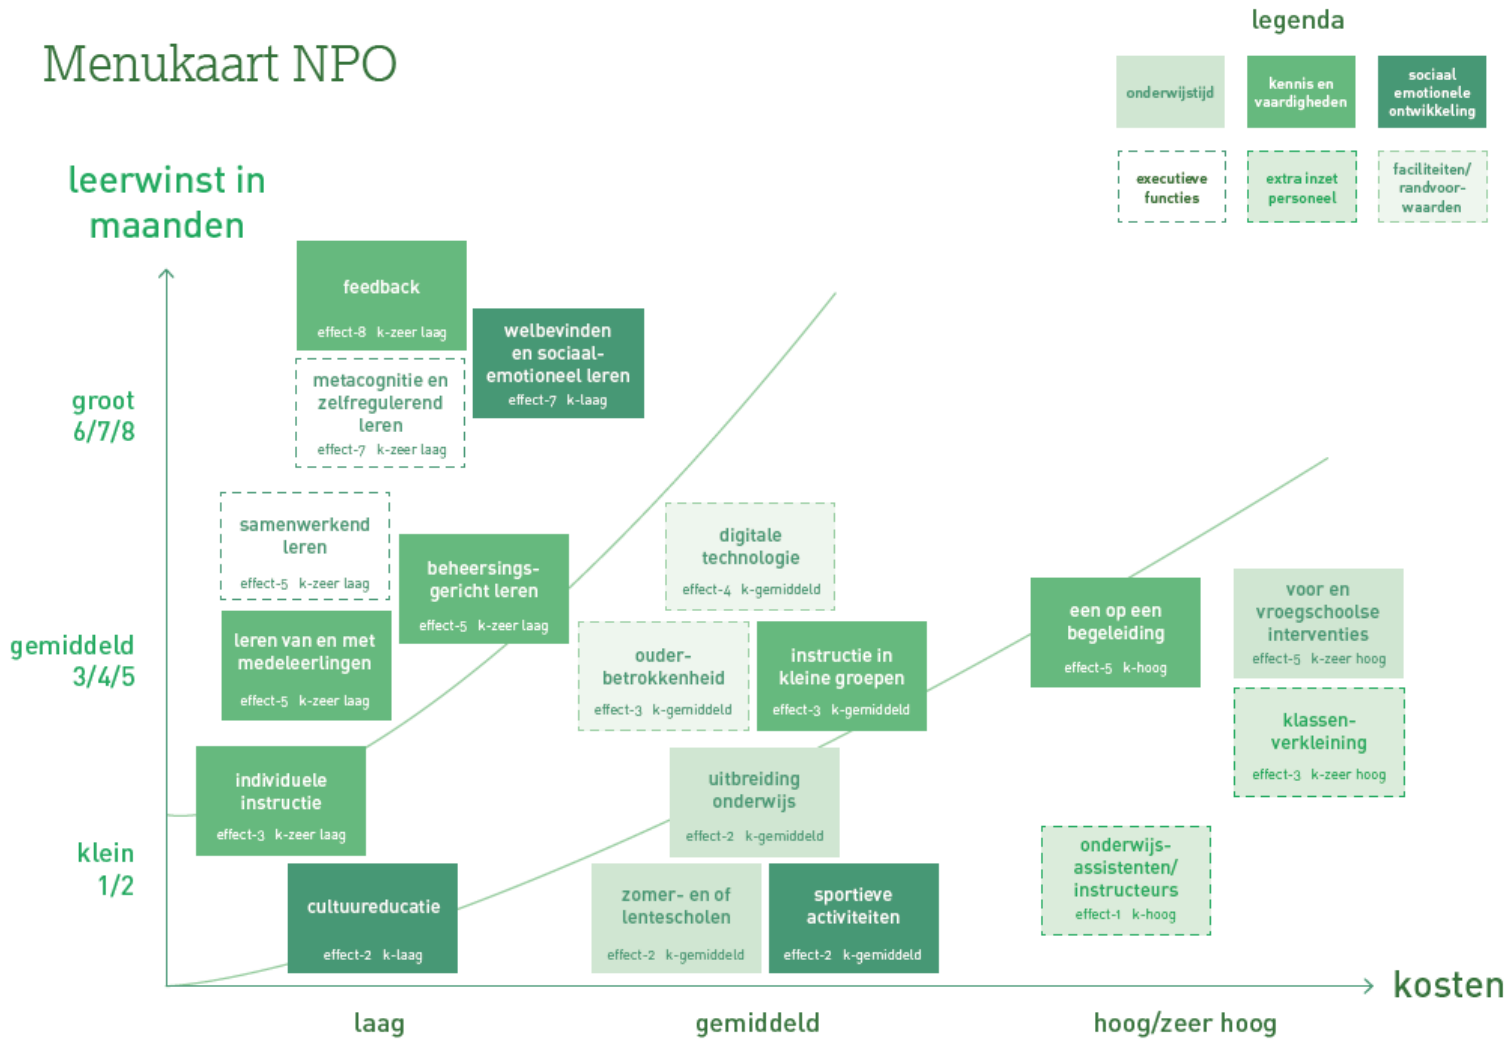 Menukaart NPO
legenda
onderwijstijd
kennis en
vaardigheden
sociaal
emotionele
ontwikkeling
executieve
functies
extra inzet
personeel
faciliteiten/
randvoor-
waarden
leerwinst in
maanden
groot
6/7/8
gemiddeld
3/4/5
klein
1/2
feedback
effect-8 k-zeer laag
welbevinden
en sociaal-
emotioneel leren
effect-7 k-laag
metacognitie en
zelfregulerend
leren
effect-7 k-zeer laag
samenwerkend
leren
effect-5 k-zeer laag
beheersings-
gericht leren
effect-5 k-zeer laag
leren van en met
medeleerlingen
effect-5 k-zeer laag
individuele
instructie
effect-3 k-zeer laag
cultuureducatie
effect-2 k-laag
digitale
technologie
effect-4 k-gemiddeld
ouder-
betrokkenheid
effect-3 k-gemiddeld
instructie in
kleine groepen
effect-3 k-gemiddeld
uitbreiding
onderwijs
effect-2 k-gemiddeld
zomer- en of
lentescholen
effect-2 k-gemiddeld
sportieve
activiteiten
effect-2 k-gemiddeld
een op een
begeleiding
effect-5 k-hoog
voor en
vroegschoolse
interventies
effect-5 k-zeer hoog
klassen-
verkleining
effect-3 k-zeer hoog
onderwijs-
assistenten/
instructeurs
effect-1 k-hoog
kosten
laag
gemiddeld
hoog/zeer hoog